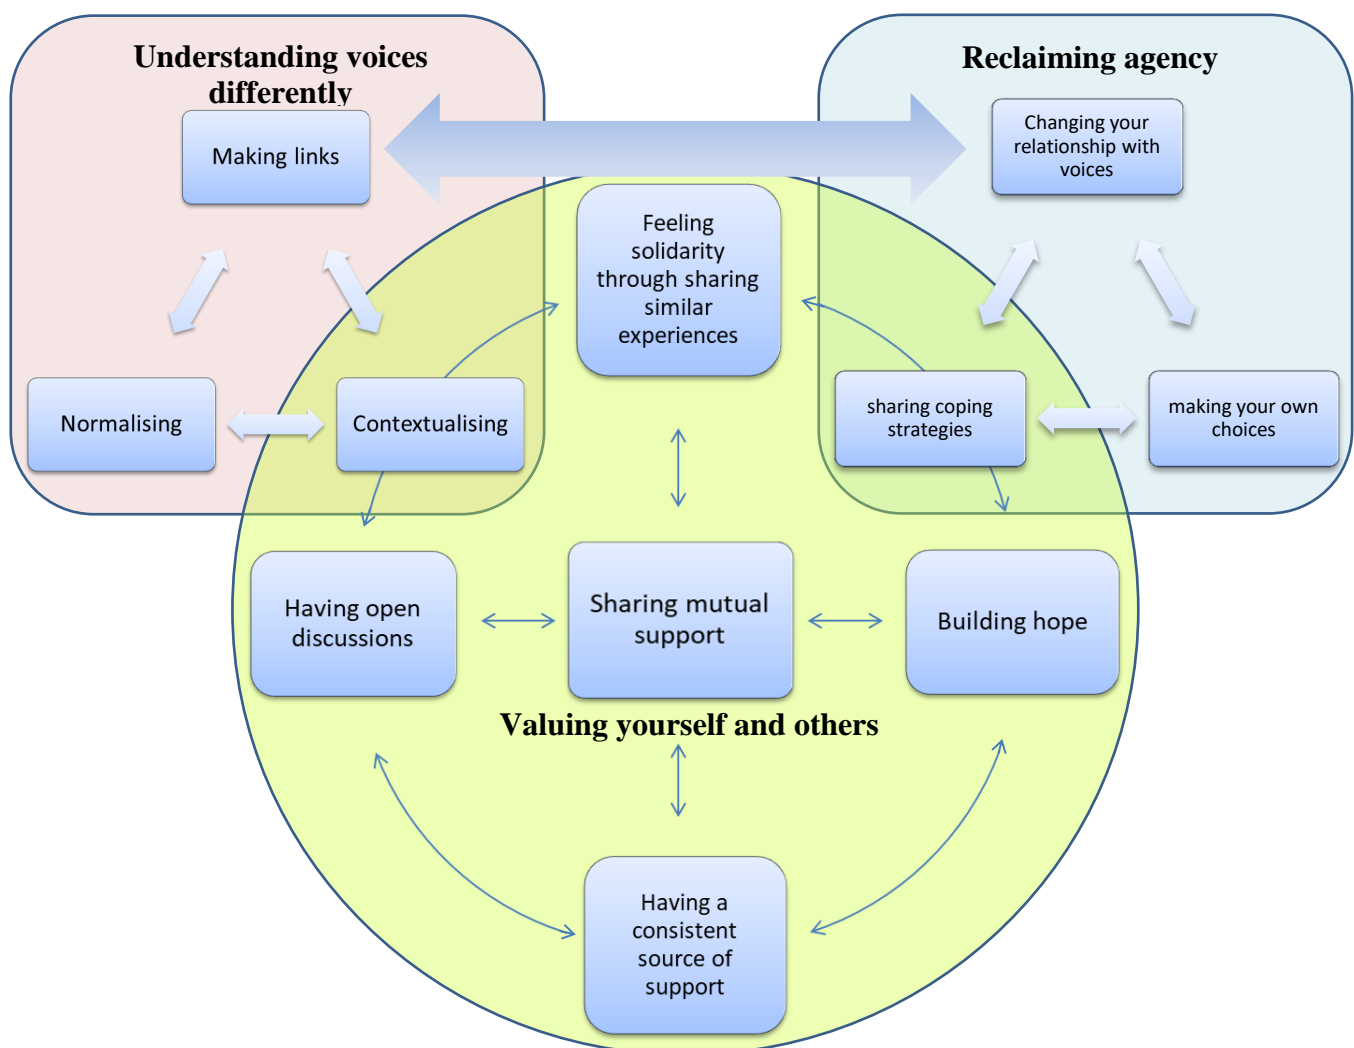 Understanding voices
differently
Making links
Normalising
Contextualising
Reclaiming agency
Changing your
relationship with
voices
sharing coping
strategies
making your own
choices
Feeling
solidarity
through sharing
similar
experiences
Having open
discussions
Sharing mutual
support
Building hope
Valuing yourself and others
Having a
consistent
source of
support